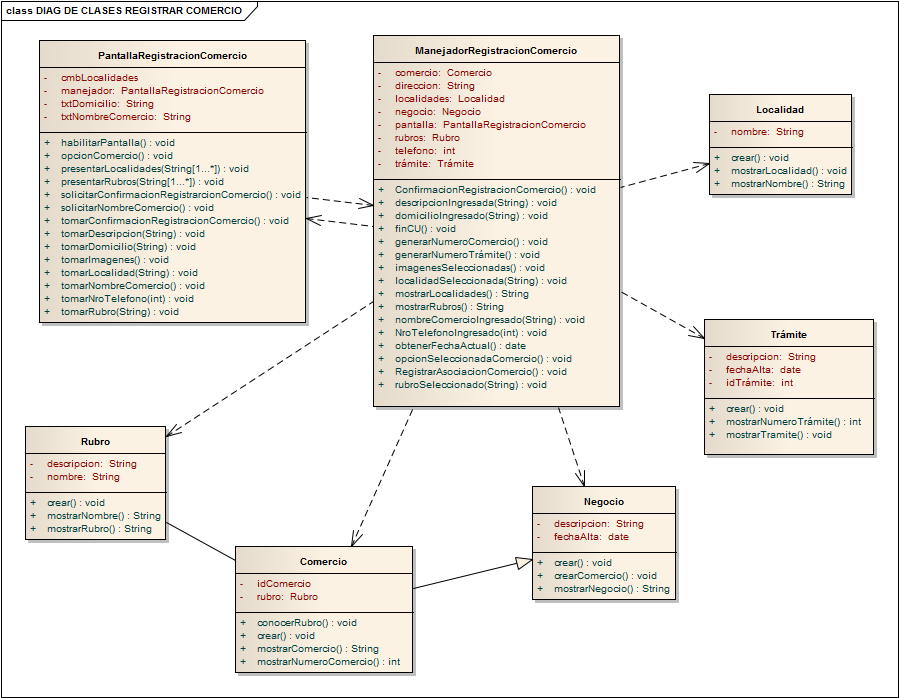 class DIAG DE CLASES REGISTRAR COMERCIO
PantallaRegistracionComercio
- cmbLocalidades
- manejador: PantallaRegistracionComercio
- txtDomicilio: String
- txtNombreComercio: String
+ habilitarPantalla() : void
+ opcionComercio() : void
+ presentarLocalidades(String[1...*]) : void
+ presentarRubros(String[1...*]) : void
+ solicitarConfirmacionRegistrarcionComercio() : void
+ solicitarNombreComercio() : void
+ tomarConfirmacionRegistracionComercio() : void
+ tomarDescripcion(String) : void
+ tomarDomicilio(String) : void
+ tomarImagenes() : void
+ tomarLocalidad(String) : void
+ tomarNombreComercio() : void
+ tomarNroTelefono(int) : void
+ tomarRubro(String) : void
ManejadorRegistracionComercio
- comercio: Comercio
- direccion: String
- localidades: Localidad
- negocio: Negocio
- pantalla: PantallaRegistracionComercio
- rubros: Rubro
- telefono: int
- trámite: Trámite
+ ConfirmacionRegistracionComercio() : void
+ descripcionIngresada(String) : void
+ domicilioIngresado(String) : void
+ finCU() : void
+ generarNumeroComercio() : void
+ generarNumeroTrámite() : void
+ imagenesSeleccionadas() : void
+ localidadSeleccionada(String) : void
+ mostrarLocalidades() : String
+ mostrarRubros() : String
+ nombreComercioIngresado(String) : void
+ NroTelefonoIngresado(int) : void
+ obtenerFechaActual() : date
+ opcionSeleccionadaComercio() : void
+ RegistrarAsociacionComercio() : void
+ rubroSeleccionado(String) : void
Localidad
- nombre: String
+ crear() : void
+ mostrarLocalidad() : void
+ mostrarNombre() : String
Trámite
- descripcion: String
- fechaAlta: date
- idTrámite: int
+ crear() : void
+ mostrarNumeroTrámite() : int
+ mostrarTramite() : void
Rubro
- descripcion: String
- nombre: String
+ crear() : void
+ mostrarNombre() : String
+ mostrarRubro() : String
Negocio
- descripcion: String
- fechaAlta: date
+ crear() : void
+ crearComercio() : void
+ mostrarNegocio() : String
Comercio
- idComercio
- rubro: Rubro
+ conocerRubro() : void
+ crear() : void
+ mostrarComercio() : String
+ mostrarNumeroComercio() : int